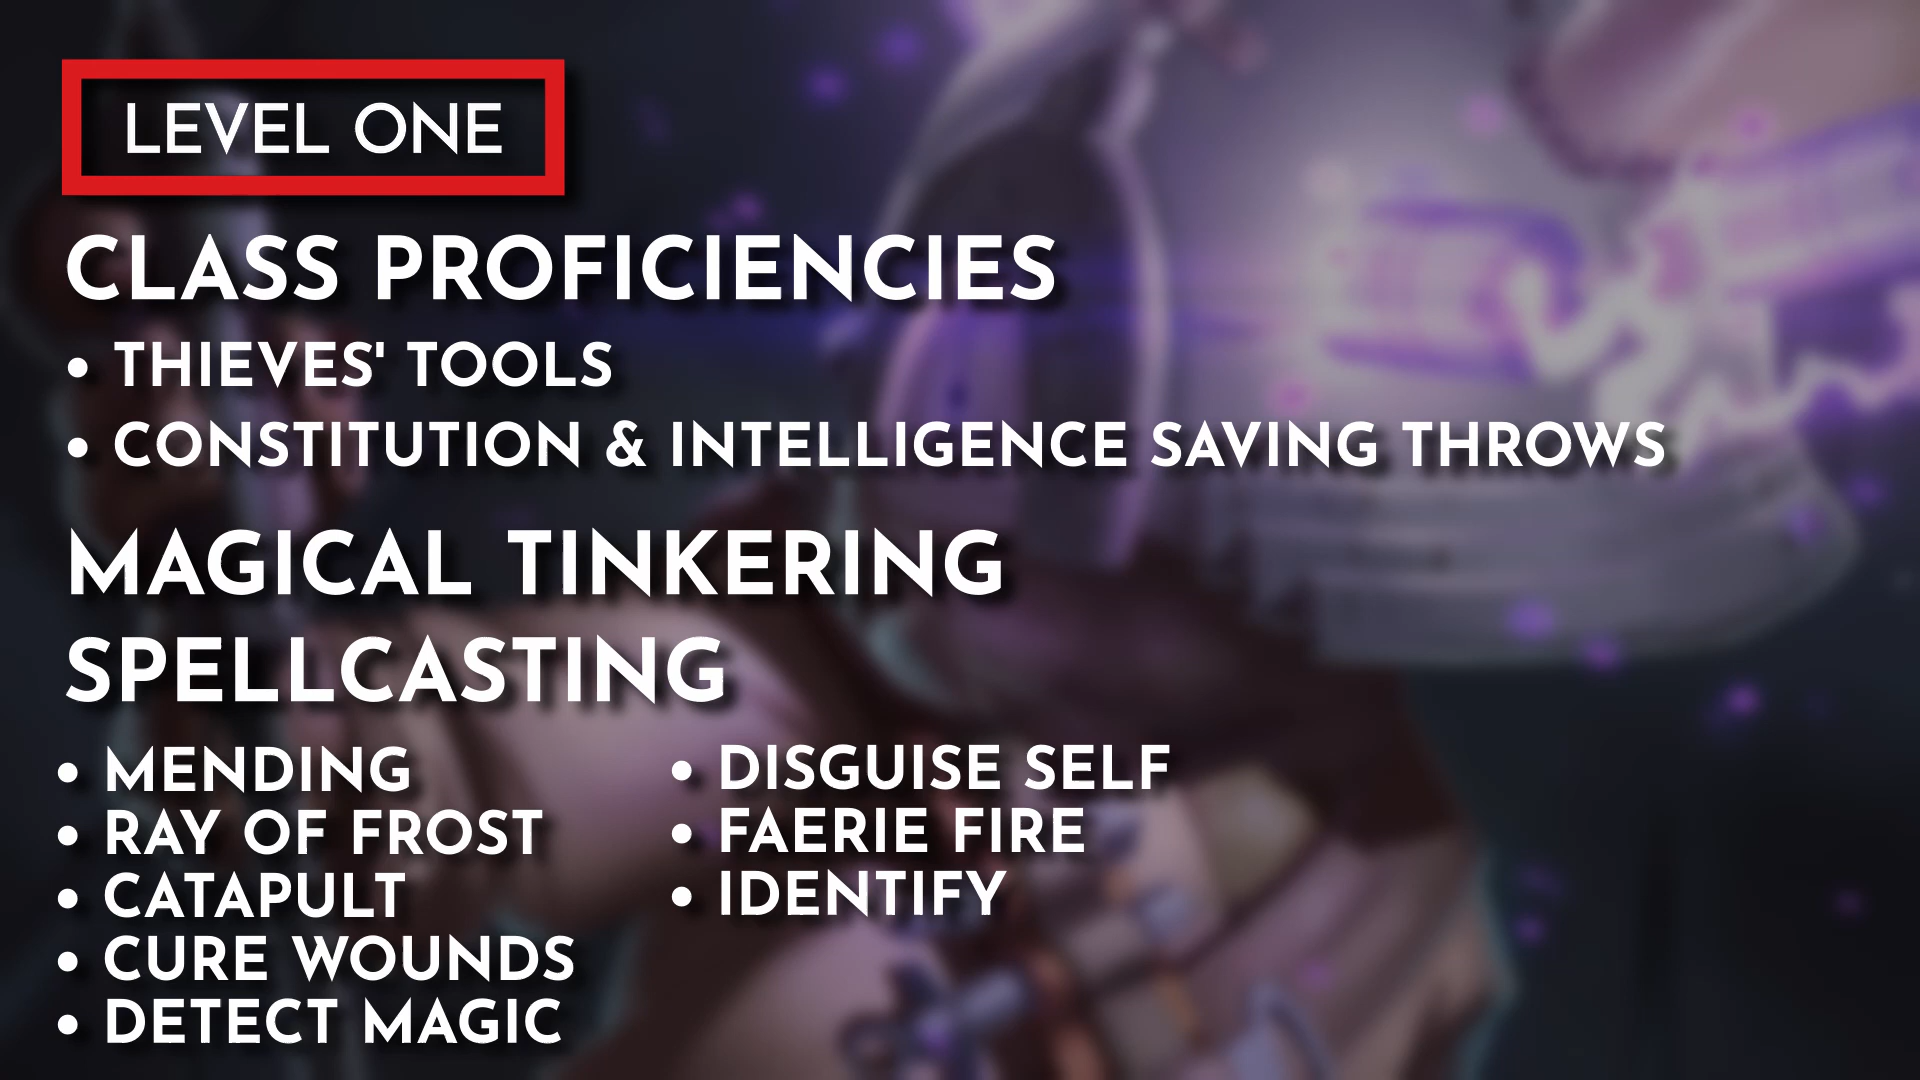 LEVEL ONE
CLASS PROFICIENCIES
• THIEVES' TOOLS
• CONSTITUTION & INTELLIGENCE SAVING THROWS
MAGICAL TINKERING
SPELLCASTING
• MENDING
• RAY OF FROST
• CATAPULT
• CURE WOUNDS
• DETECT MAGIC
• DISGUISE SELF
• FAERIE FIRE
• IDENTIFY